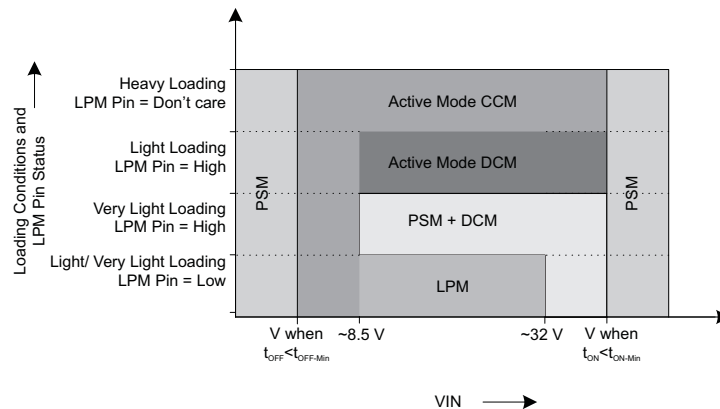 Loading Conditions and
LPM Pin Status
Heavy Loading
LPM Pin = Don't care
Light Loading
LPM Pin = High
Very Light Loading
LPM Pin = High
Light/ Very Light Loading
LPM Pin = Low
PSM
Active Mode CCM
Active Mode DCM
PSM + DCM
LPM
PSM
V when
tOFF<tOFF-Min
~8.5 V
~32 V
V when
tON<tON-Min
VIN